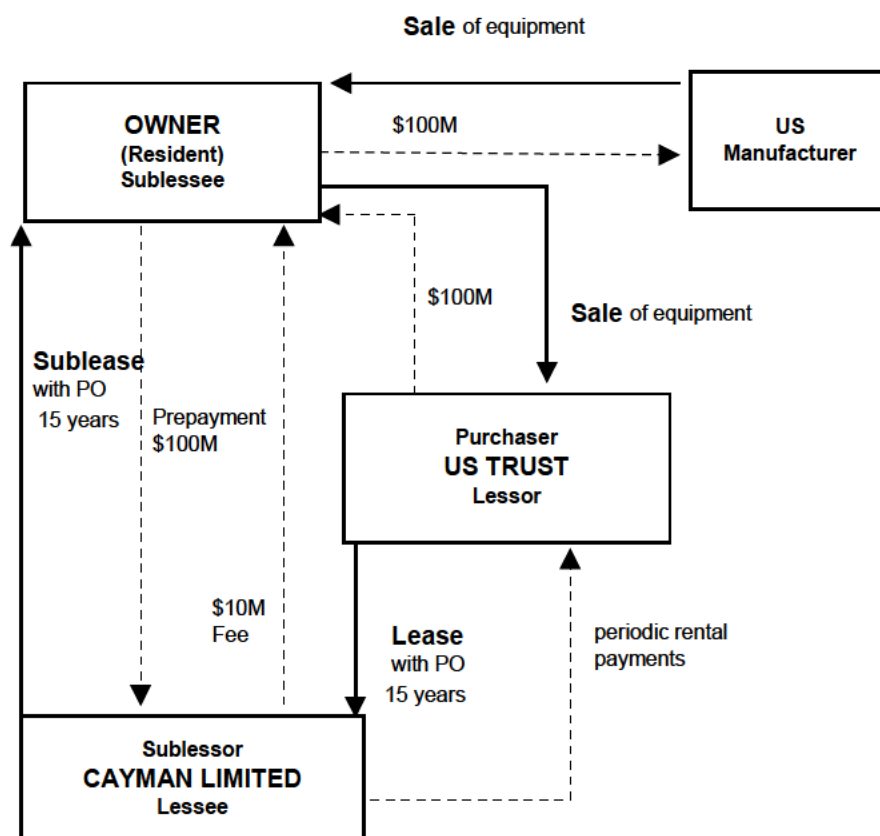 Sale of equipment
OWNER
(Resident)
Sublessee
$100M
US
Manufacturer
$100M
Sale of equipment
Sublease
with PO
15 years
Prepayment
$100M
Purchaser
US TRUST
Lessor
$10M
Fee
Lease
with PO
15 years
periodic rental
payments
Sublessor
CAYMAN LIMITED
Lessee